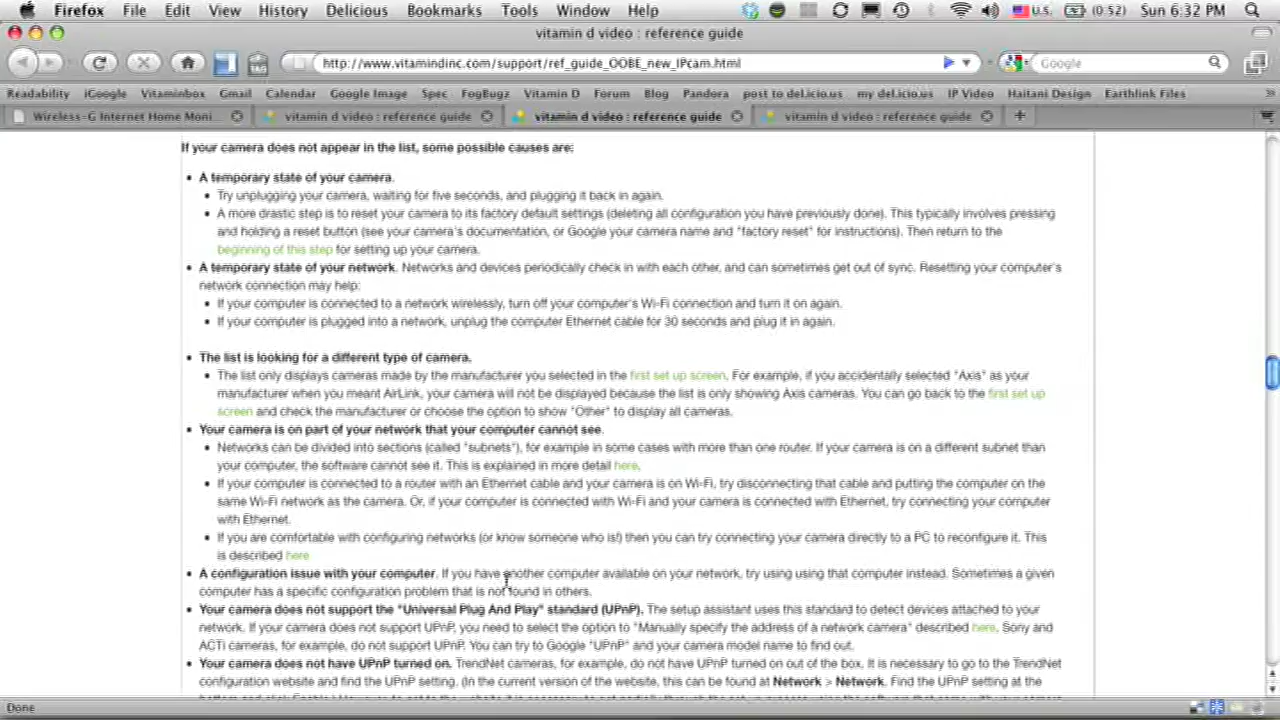 Firefox File Edit View History Delicious Bookmarks Tools Window Help U.S. (0:52) Sun 6:32 PM
vitamin d video : reference guide
http://www.vitamindinc.com/support/ref_guide_OOBE_new_IPcam.html Google
Readability iGoogle Vitaminbox Gmail Calendar Google Image Spec FogBugz Vitamin D Forum Blog Pandora post to del.icio.us my del.icio.us IP Video Haitani Design Earthlink Files »
Wireless-G Internet Home Moni... vitamin d video : reference guide vitamin d video : reference guide vitamin d video : reference guide
If your camera does not appear in the list, some possible causes are:
• A temporary state of your camera.
• Try unplugging your camera, waiting for five seconds, and plugging it back in again.
• A more drastic step is to reset your camera to its factory default settings (deleting all configuration you have previously done). This typically involves pressing
and holding a reset button (see your camera's documentation, or Google your camera name and "factory reset" for instructions). Then return to the
beginning of this step for setting up your camera.
• A temporary state of your network. Networks and devices periodically check in with each other, and can sometimes get out of sync. Resetting your computer's
network connection may help:
• If your computer is connected to a network wirelessly, turn off your computer's Wi-Fi connection and turn it on again.
• If your computer is plugged into a network, unplug the computer Ethernet cable for 30 seconds and plug it in again.
• The list is looking for a different type of camera.
• The list only displays cameras made by the manufacturer you selected in the first set up screen. For example, if you accidentally selected "Axis" as your
manufacturer when you meant AirLink, your camera will not be displayed because the list is only showing Axis cameras. You can go back to the first set up
screen and check the manufacturer or choose the option to show "Other" to display all cameras.
• Your camera is on part of your network that your computer cannot see.
• Networks can be divided into sections (called "subnets"), for example in some cases with more than one router. If your camera is on a different subnet than
your computer, the software cannot see it. This is explained in more detail here.
• If your computer is connected to a router with an Ethernet cable and your camera is on Wi-Fi, try disconnecting that cable and putting the computer on the
same Wi-Fi network as the camera. Or, if your computer is connected with Wi-Fi and your camera is connected with Ethernet, try connecting your computer
with Ethernet.
• If you are comfortable with configuring networks (or know someone who is!) then you can try connecting your camera directly to a PC to reconfigure it. This
is described here
• A configuration issue with your computer. If you have another computer available on your network, try using using that computer instead. Sometimes a given
computer has a specific configuration problem that is not found in others.
• Your camera does not support the "Universal Plug And Play" standard (UPnP). The setup assistant uses this standard to detect devices attached to your
network. If your camera does not support UPnP, you need to select the option to "Manually specify the address of a network camera" described here. Sony and
ACTi cameras, for example, do not support UPnP. You can try to Google "UPnP" and your camera model name to find out.
• Your camera does not have UPnP turned on. TrendNet cameras, for example, do not have UPnP turned on out of the box. It is necessary to go to the TrendNet
configuration website and find the UPnP setting. (In the current version of the website, this can be found at Network > Network. Find the UPnP setting at the
Done